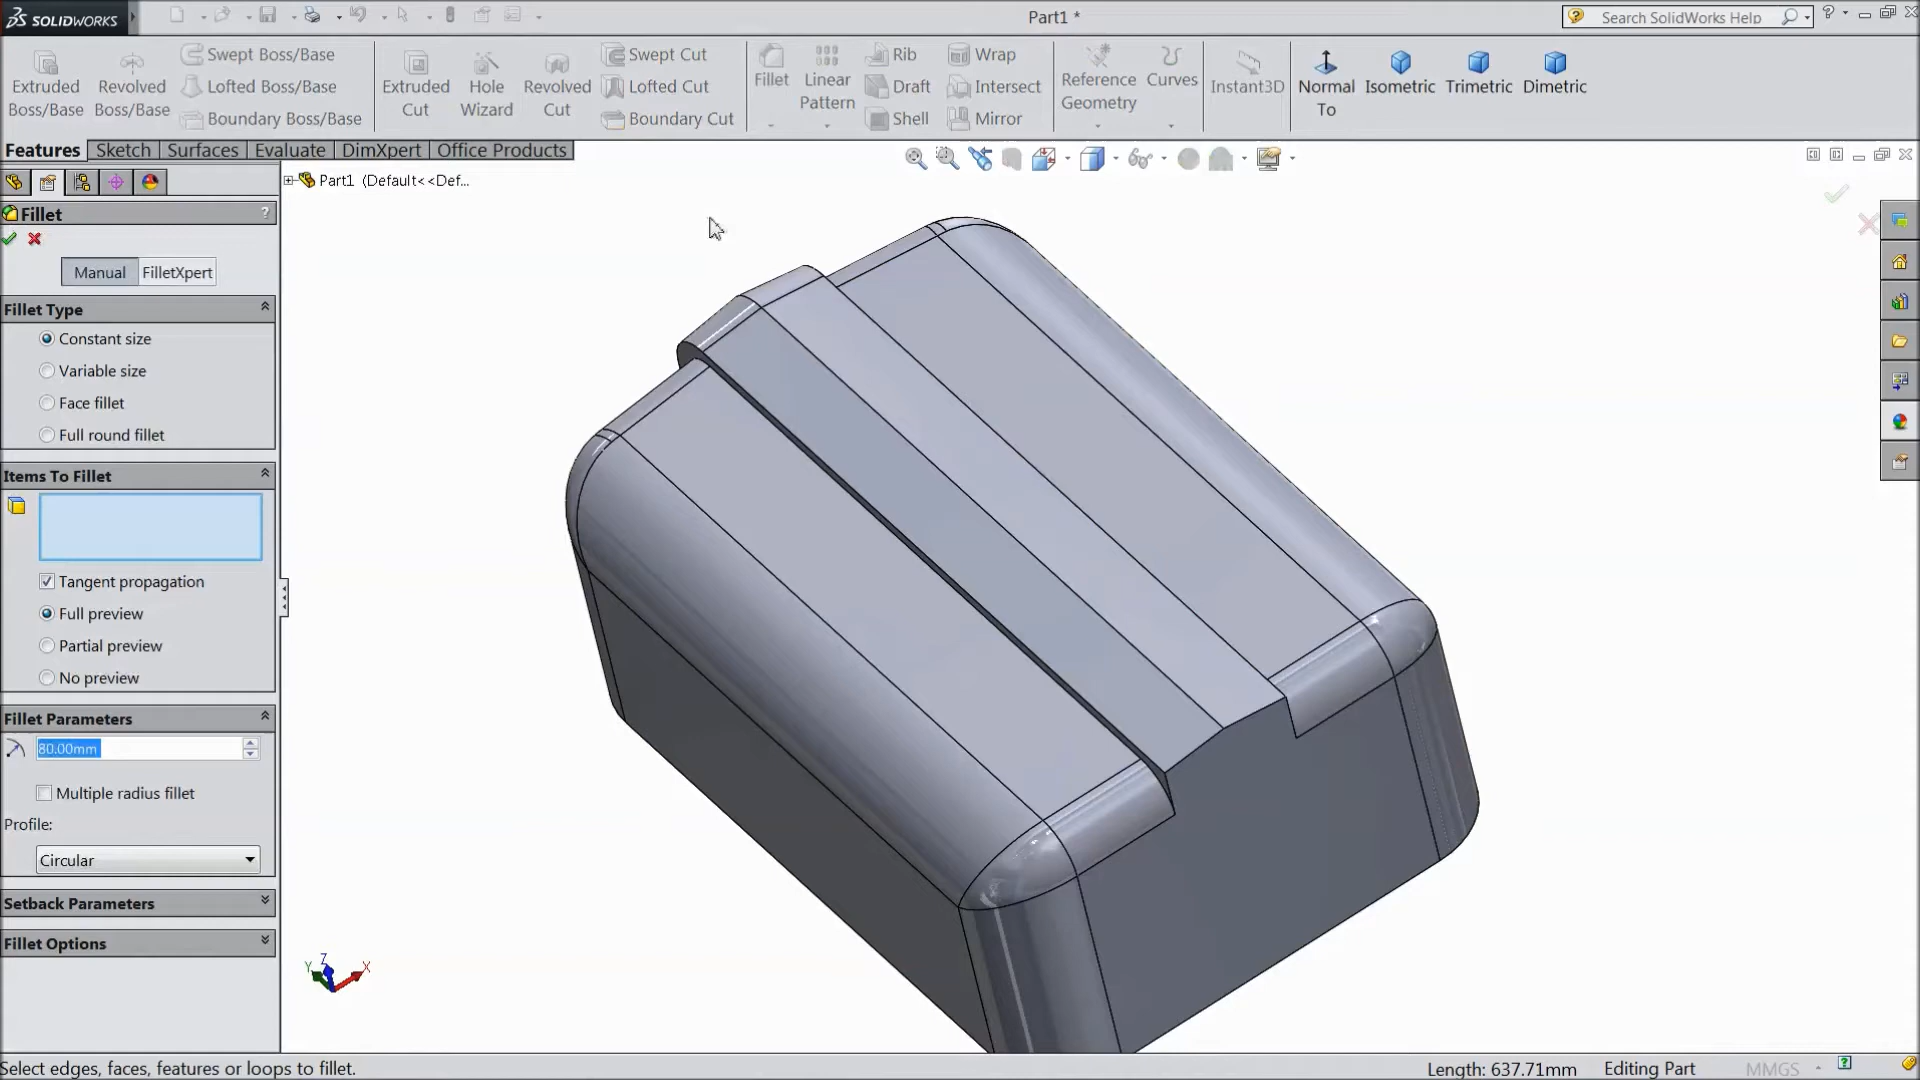 SOLIDWORKS
Part1 *
Search SolidWorks Help
Extruded Boss/Base
Revolved Boss/Base
Swept Boss/Base
Lofted Boss/Base
Boundary Boss/Base
Extruded Cut
Hole Wizard
Revolved Cut
Swept Cut
Lofted Cut
Boundary Cut
Fillet
Linear Pattern
Rib
Draft
Shell
Wrap
Intersect
Mirror
Reference Geometry
Curves
Instant3D
Normal To
Isometric
Trimetric
Dimetric
Features
Sketch
Surfaces
Evaluate
DimXpert
Office Products
Part1 (Default<<Def...
Fillet
?
Manual
FilletXpert
Fillet Type
Constant size
Variable size
Face fillet
Full round fillet
Items To Fillet
Tangent propagation
Full preview
Partial preview
No preview
Fillet Parameters
80.00mm
Multiple radius fillet
Profile:
Circular
Setback Parameters
Fillet Options
Z
Y
X
Select edges, faces, features or loops to fillet.
Length: 637.71mm
Editing Part
MMGS